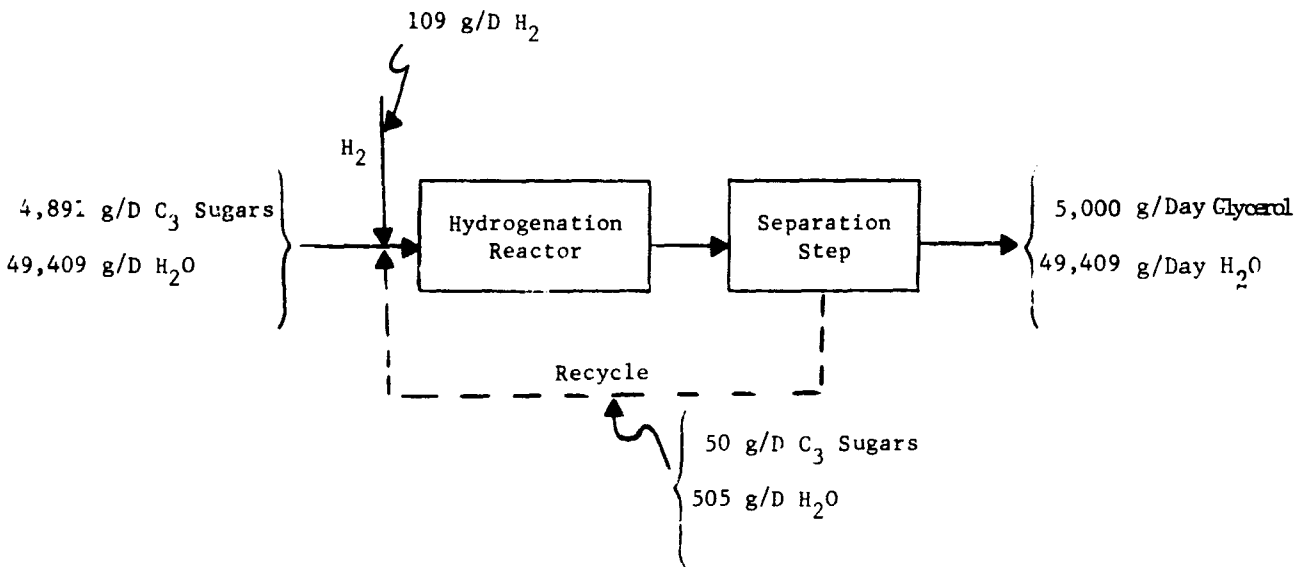 109 g/D H₂
H₂
4,891 g/D C₃ Sugars
49,409 g/D H₂O
Hydrogenation
Reactor
Separation
Step
5,000 g/Day Glycerol
49,409 g/Day H₂O
Recycle
50 g/D C₃ Sugars
505 g/D H₂O